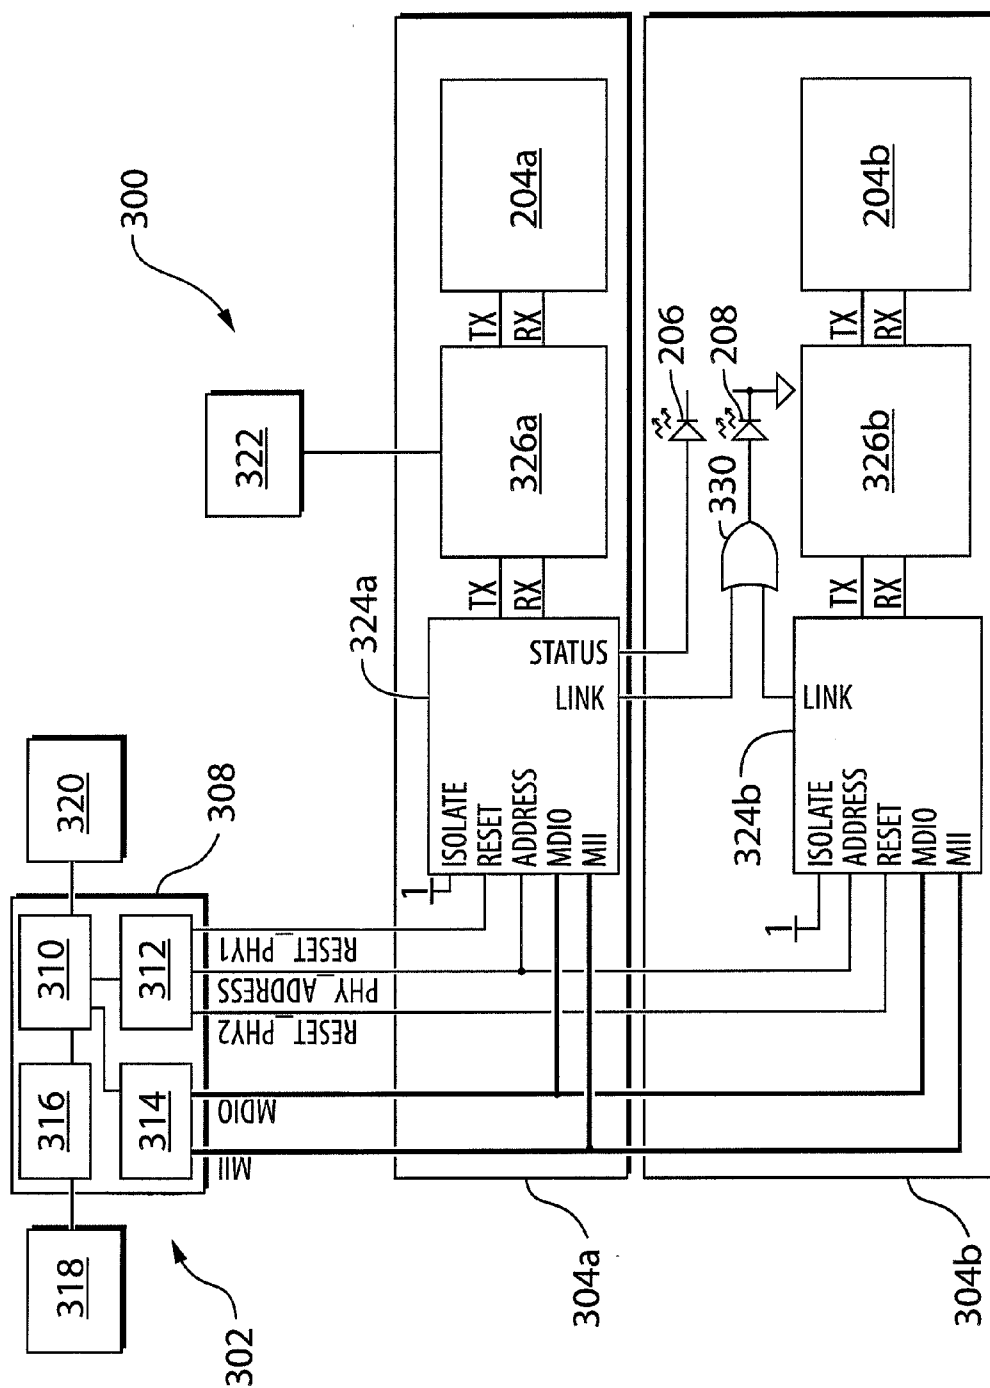 300
322
204a
TX
RX
326a
TX
RX
324a
STATUS
LINK
ISOLATE
RESET
ADDRESS
MDIO
MII
1
320
308
310
312
316
314
318
302
RESET_PHY1
PHY_ADDRESS
RESET_PHY2
MDIO
MII
304a
206
208
330
204b
TX
RX
326b
TX
RX
324b
LINK
ISOLATE
ADDRESS
RESET
MDIO
MII
1
304b